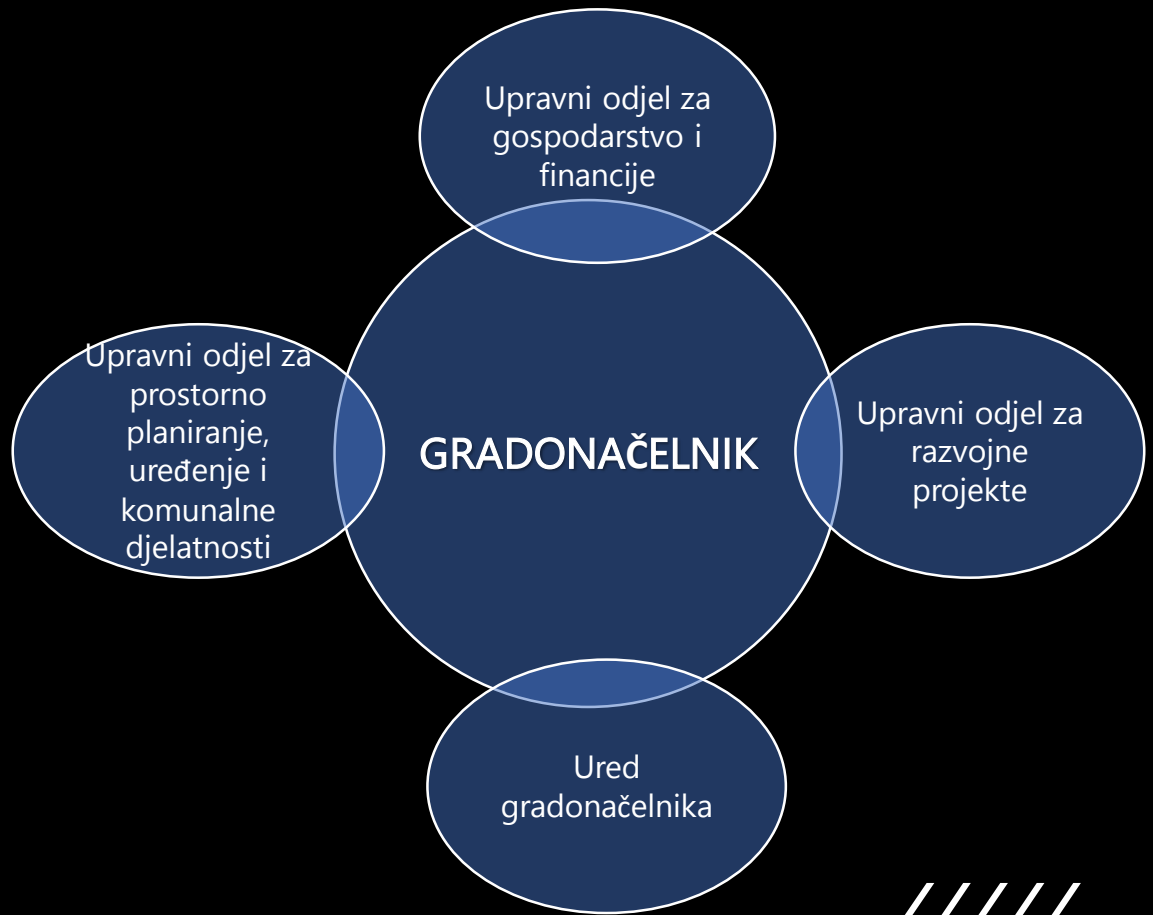 Upravni odjel za
gospodarstvo i
financije
Upravni odjel za
prostorno
planiranje,
uređenje i
komunalne
djelatnosti
GRADONAČELNIK
Upravni odjel za
razvojne
projekte
Ured
gradonačelnika